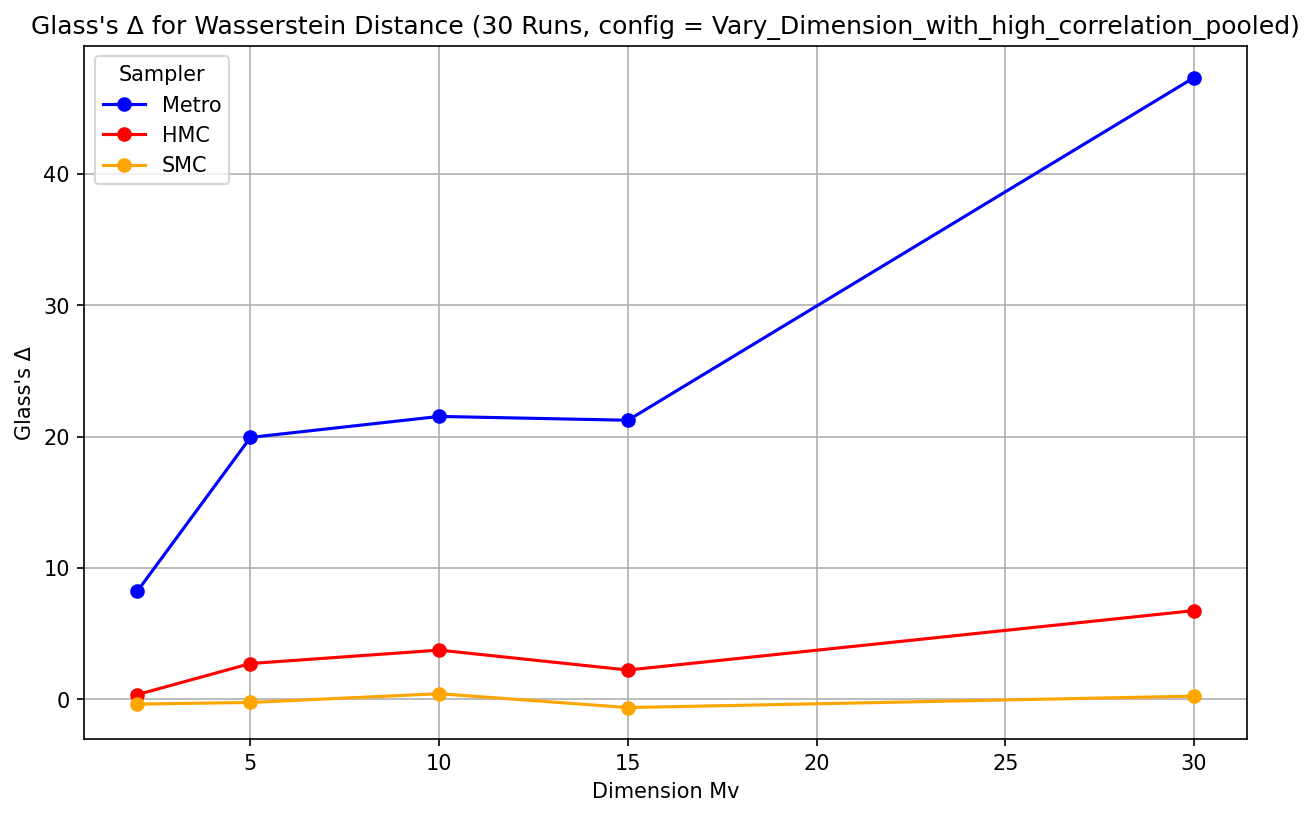 Glass's Δ for Wasserstein Distance (30 Runs, config = Vary_Dimension_with_high_correlation_pooled)
Sampler
Metro
HMC
SMC
Glass's Δ
40
30
20
10
0
5 10 15 20 25 30
Dimension Mv